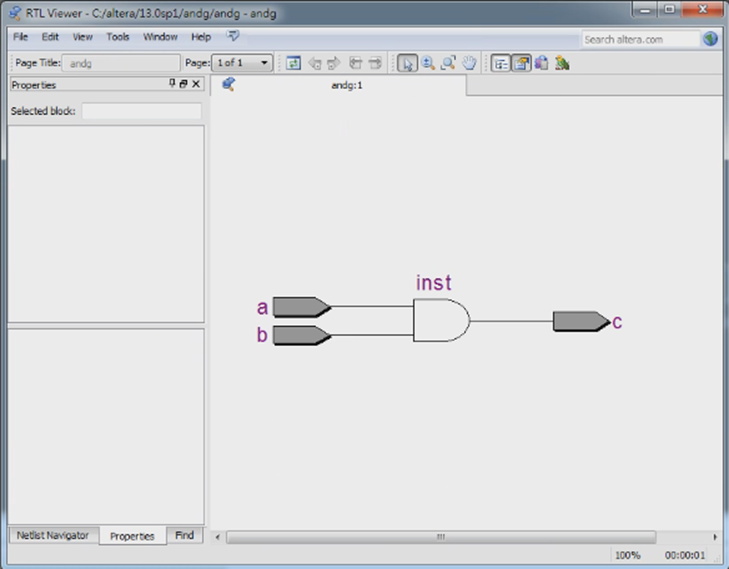 RTL Viewer - C:/altera/13.0sp1/andg/andg - andg
File Edit View Tools Window Help
Search altera.com
Page Title: andg Page: 1 of 1
Properties
andg:1
Selected block:
inst
a
b
c
Netlist Navigator Properties Find
100% 00:00:01